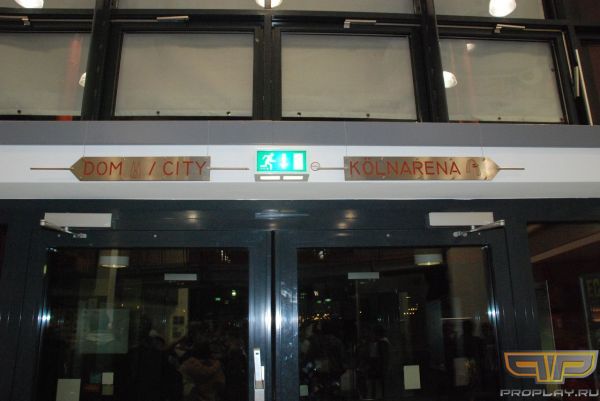 DOM / CITY
KÖLNARENA
PROPLAY.RU